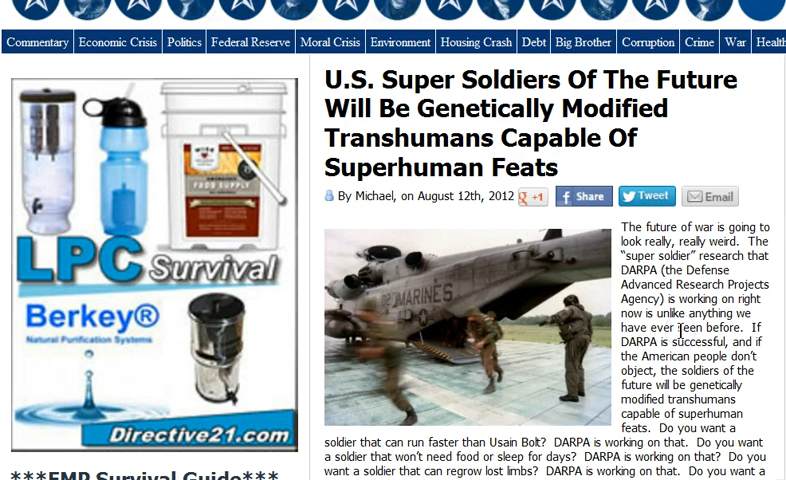 Commentary Economic Crisis Politics Federal Reserve Moral Crisis Environment Housing Crash Debt Big Brother Corruption Crime War Health
LPC Survival
Berkey®
Natural Purification Systems
FOOD SUPPLY
Directive21.com
***EMP Survival Guide***
U.S. Super Soldiers Of The Future
Will Be Genetically Modified
Transhumans Capable Of
Superhuman Feats
By Michael, on August 12th, 2012 g +1 f Share Tweet Email
MARINES
The future of war is going to
look really, really weird. The
“super soldier” research that
DARPA (the Defense
Advanced Research Projects
Agency) is working on right
now is unlike anything we
have ever seen before. If
DARPA is successful, and if
the American people don’t
object, the soldiers of the
future will be genetically
modified transhumans
capable of superhuman
feats. Do you want a
soldier that can run faster than Usain Bolt? DARPA is working on that. Do you want
a soldier that won’t need food or sleep for days? DARPA is working on that? Do you
want a soldier that can regrow lost limbs? DARPA is working on that. Do you want a